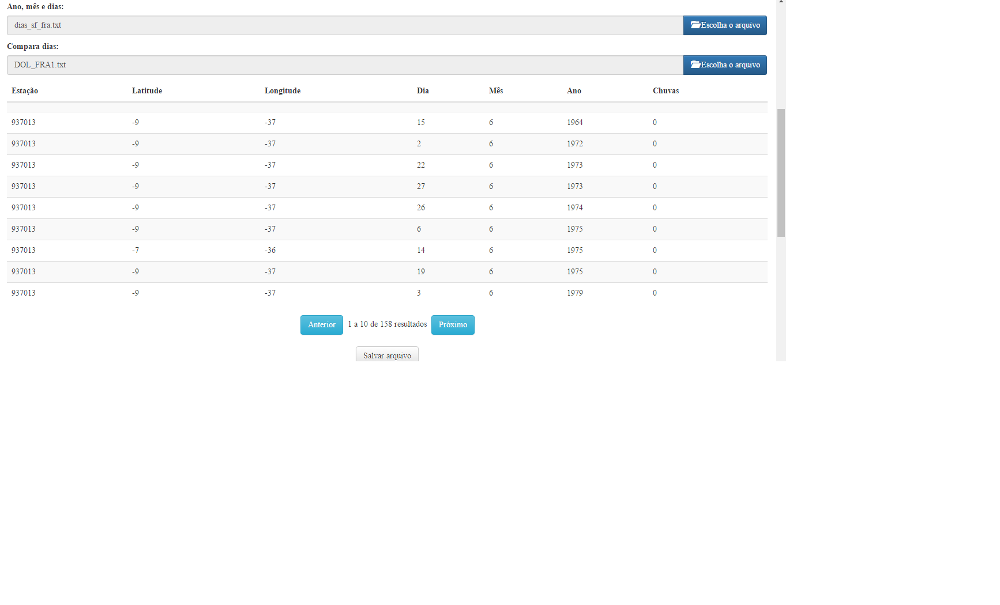 Ano, mês e dias:
dias_sf_fra.txt Escolha o arquivo
Compara dias:
DOL_FRA1.txt Escolha o arquivo
Estação Latitude Longitude Dia Mês Ano Chuvas
937013 -9 -37 15 6 1964 0
937013 -9 -37 2 6 1972 0
937013 -9 -37 22 6 1973 0
937013 -9 -37 27 6 1973 0
937013 -9 -37 26 6 1974 0
937013 -9 -37 6 6 1975 0
937013 -7 -36 14 6 1975 0
937013 -9 -37 19 6 1975 0
937013 -9 -37 3 6 1979 0
Anterior 1 a 10 de 158 resultados Próximo
Salvar arquivo